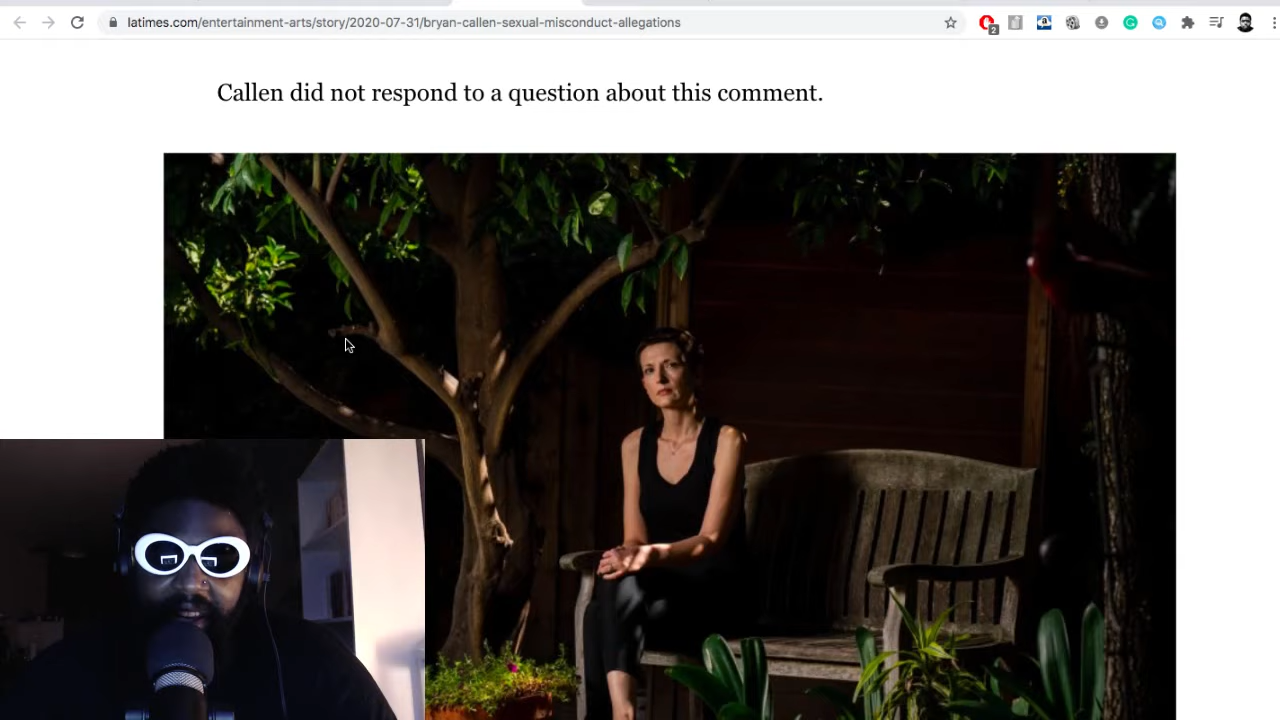 latimes.com/entertainment-arts/story/2020-07-31/bryan-callen-sexual-misconduct-allegations
2
Callen did not respond to a question about this comment.